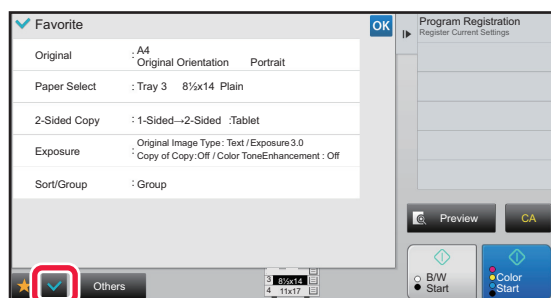 Favorite
OK
Program Registration
Register Current Settings
Original : A4
Original Orientation Portrait
Paper Select : Tray 3 8½x14 Plain
2-Sided Copy : 1-Sided→2-Sided :Tablet
Exposure : Original Image Type : Text / Exposure 3.0
Copy of Copy:Off / Color ToneEnhancement : Off
Sort/Group : Group
Preview
CA
Others
3 8½x14
4 11x17
B/W
Start
Color
Start